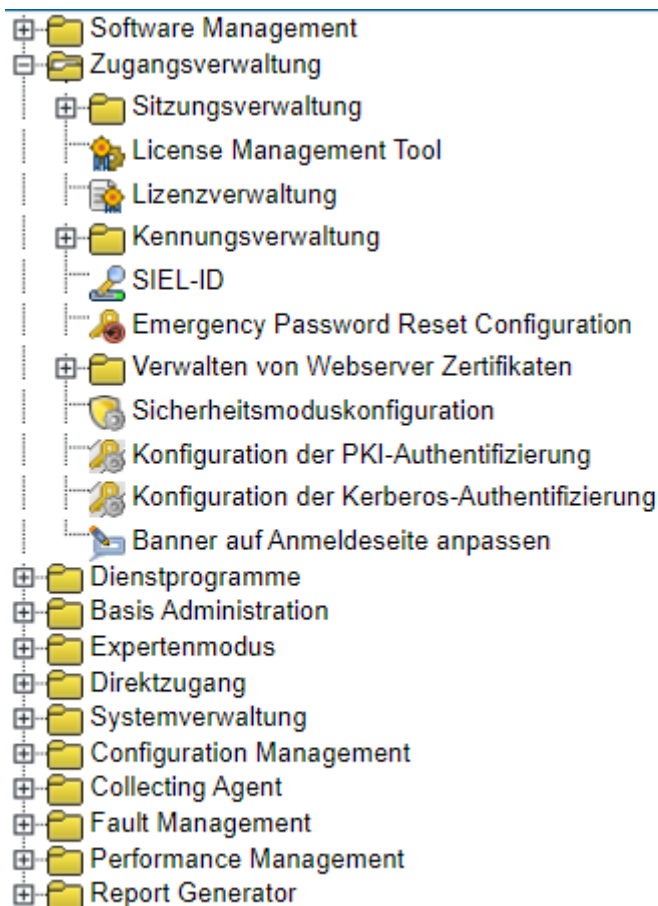 Software Management
Zugangsverwaltung
Sitzungsverwaltung
License Management Tool
Lizenzverwaltung
Kennungsverwaltung
SIEL-ID
Emergency Password Reset Configuration
Verwalten von Webserver Zertifikaten
Sicherheitsmoduskonfiguration
Konfiguration der PKI-Authentifizierung
Konfiguration der Kerberos-Authentifizierung
Banner auf Anmeldeseite anpassen
Dienstprogramme
Basis Administration
Expertenmodus
Direktzugang
Systemverwaltung
Configuration Management
Collecting Agent
Fault Management
Performance Management
Report Generator